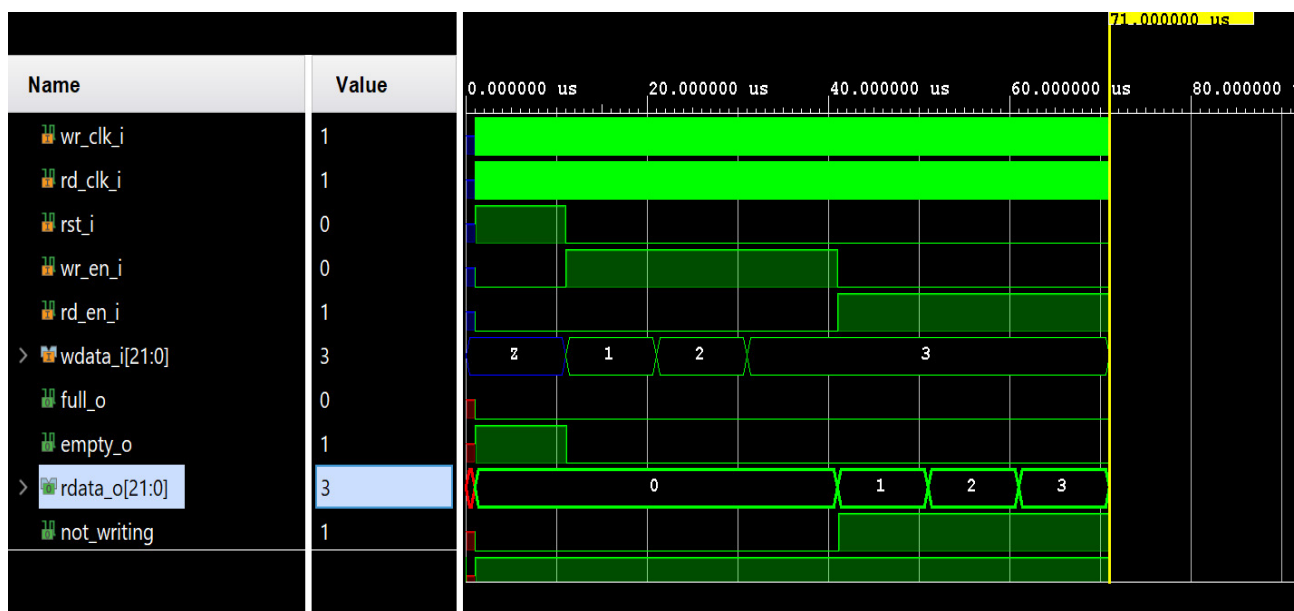 71.000000 us
Name Value
0.000000 us 20.000000 us 40.000000 us 60.000000 us 80.000000
wr_clk_i 1
rd_clk_i 1
rst_i 0
wr_en_i 0
rd_en_i 1
wdata_i[21:0] 3 z 1 2 3
full_o 0
empty_o 1
rdata_o[21:0] 3 0 1 2 3
not_writing 1